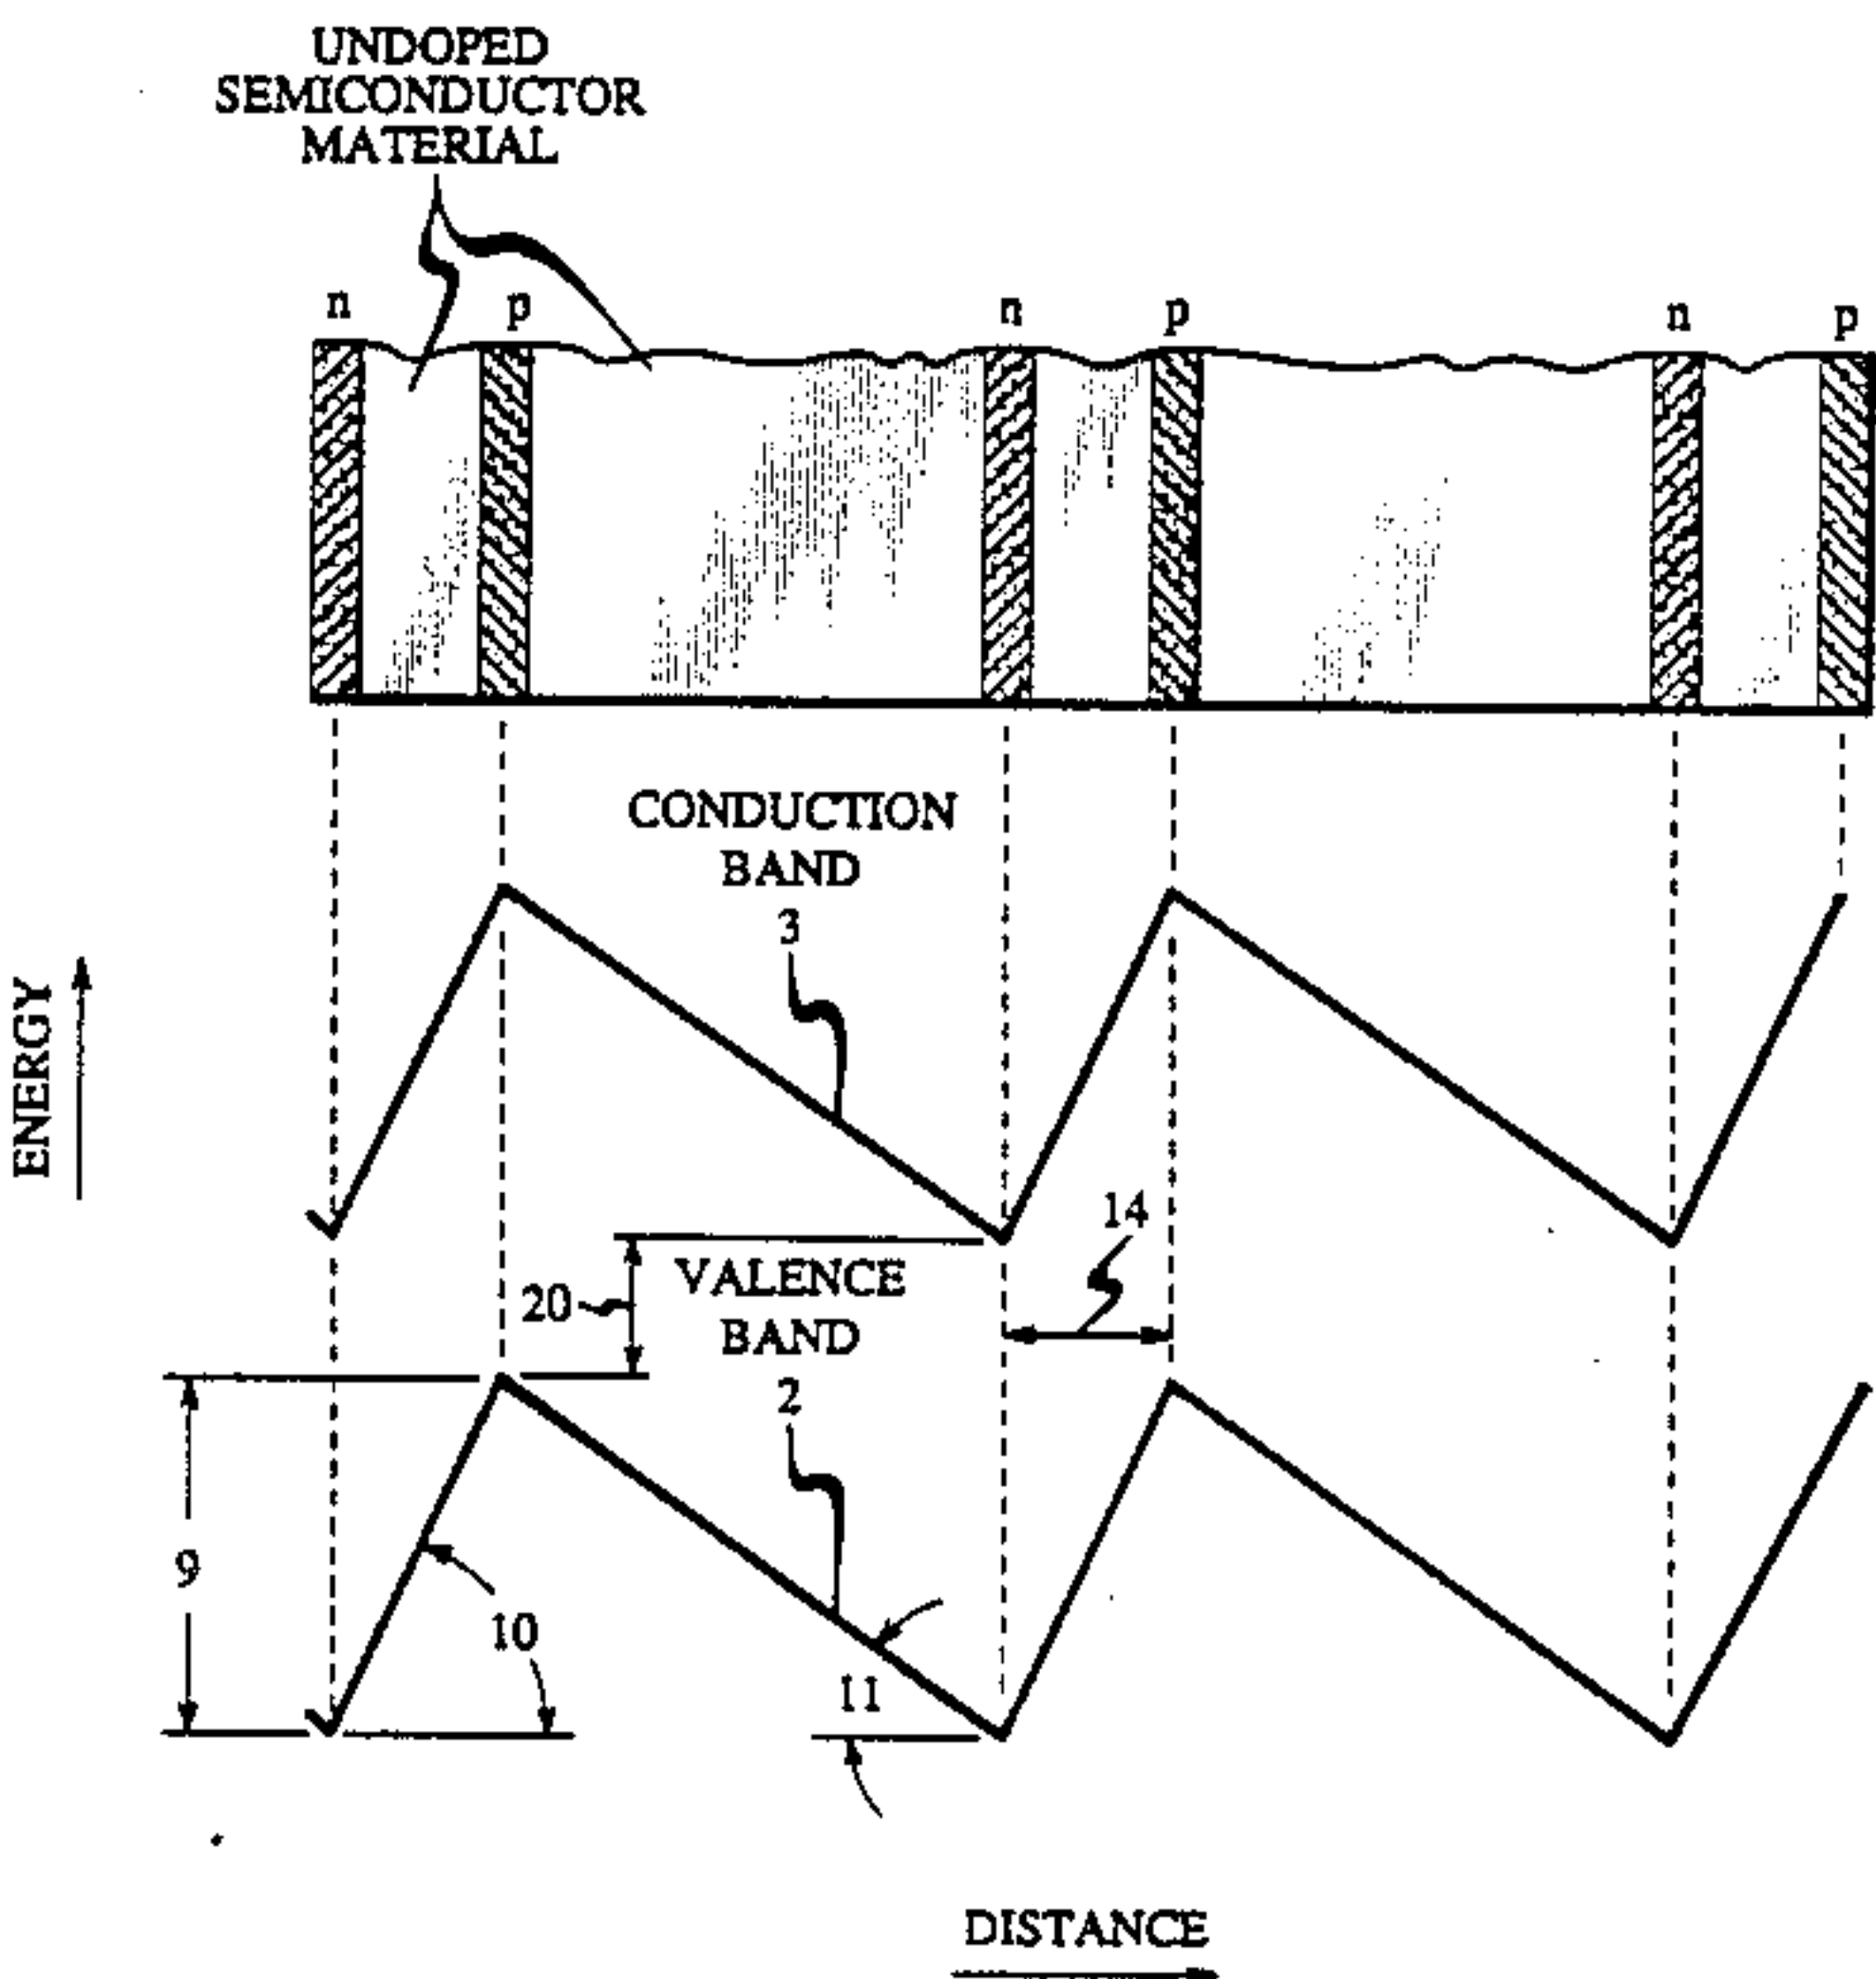 UNDOPED
SEMICONDUCTOR
MATERIAL
n p n p n p
CONDUCTION
BAND
3
ENERGY
14
VALENCE
20
BAND
2
9
10
11
DISTANCE